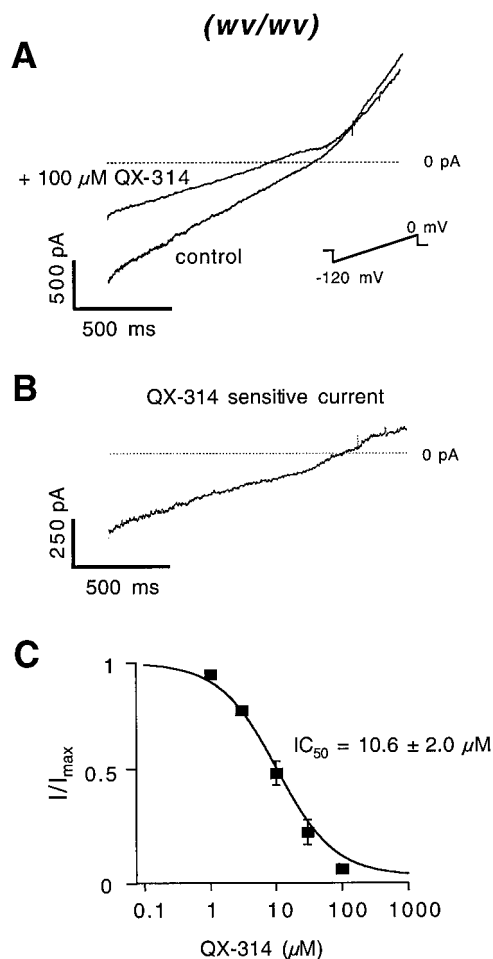 (wv/wv)
A
0 pA
+ 100 µM QX-314
0 mV
control
-120 mV
500 pA
500 ms
B
QX-314 sensitive current
0 pA
250 pA
500 ms
C
1
IC50 = 10.6 ± 2.0 µM
0.5
I/Imax
0
0.1 1 10 100 1000
QX-314 (µM)